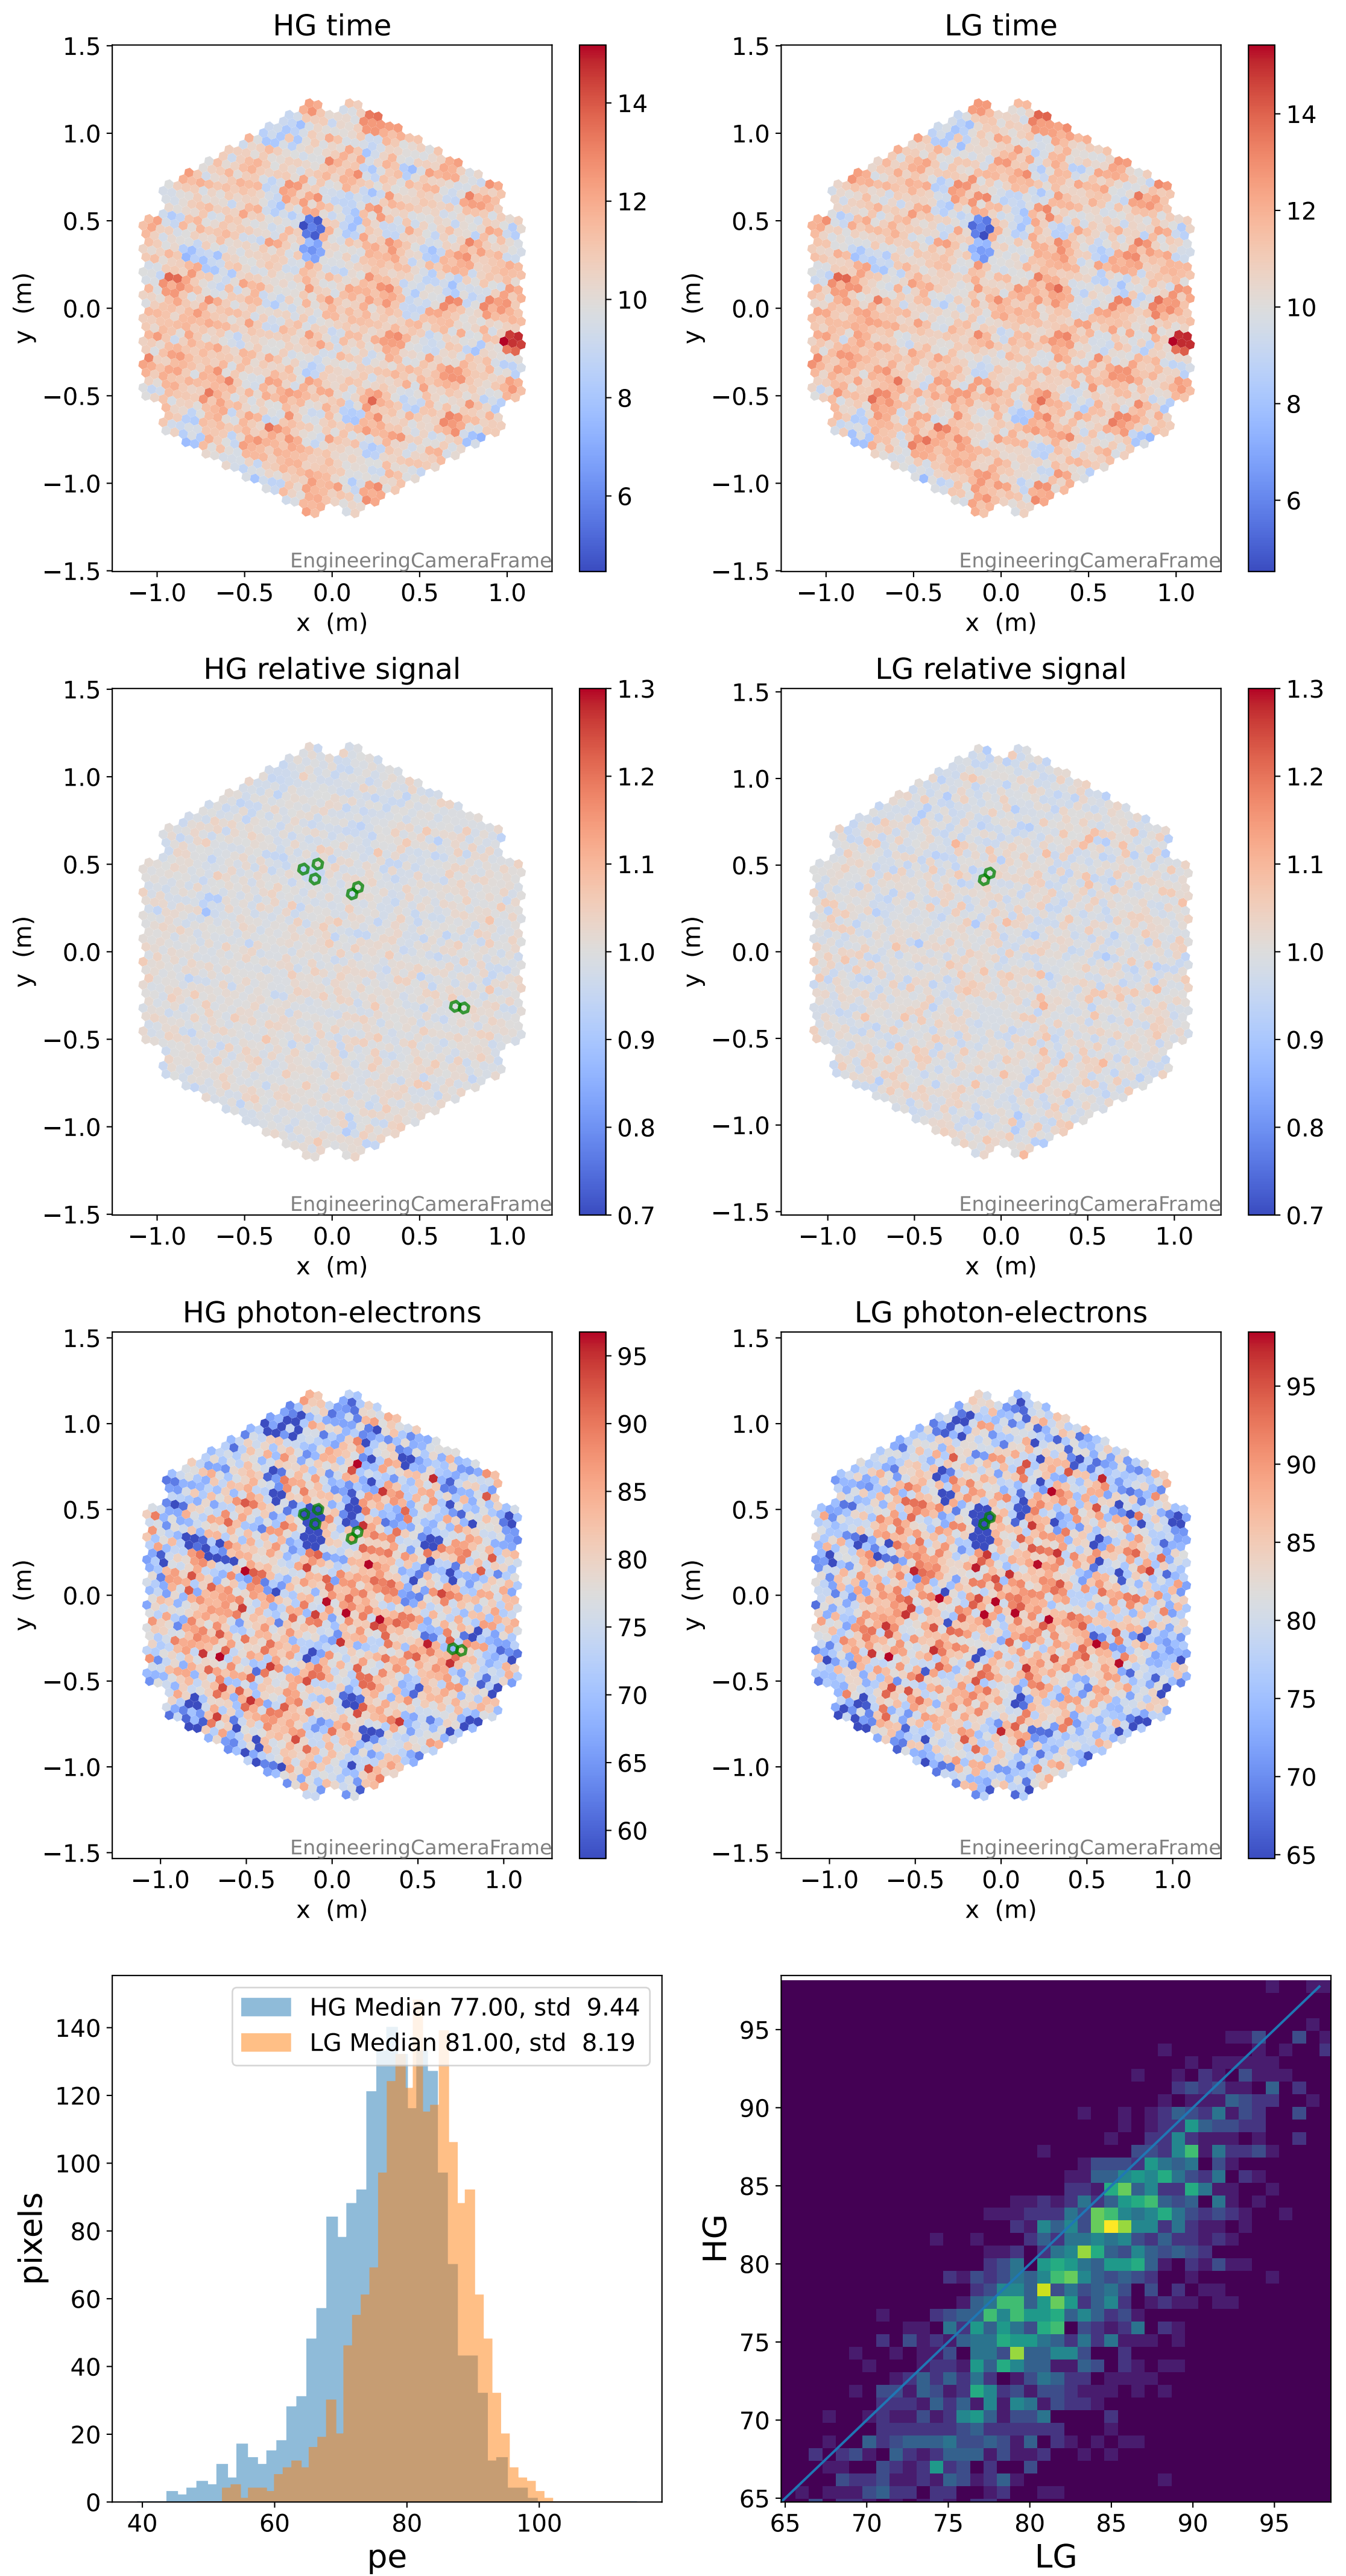 HG time
LG time
1.5
1.0
0.5
0.0
−0.5
−1.0
−1.5
y (m)
−1.0 −0.5 0.0 0.5 1.0
x (m)
EngineeringCameraFrame
14
12
10
8
6
1.5
1.0
0.5
0.0
−0.5
−1.0
−1.5
y (m)
−1.0 −0.5 0.0 0.5 1.0
x (m)
EngineeringCameraFrame
14
12
10
8
6
HG relative signal
LG relative signal
1.5
1.0
0.5
0.0
−0.5
−1.0
−1.5
y (m)
−1.0 −0.5 0.0 0.5 1.0
x (m)
EngineeringCameraFrame
1.3
1.2
1.1
1.0
0.9
0.8
0.7
1.5
1.0
0.5
0.0
−0.5
−1.0
−1.5
y (m)
−1.0 −0.5 0.0 0.5 1.0
x (m)
EngineeringCameraFrame
1.3
1.2
1.1
1.0
0.9
0.8
0.7
HG photon-electrons
LG photon-electrons
1.5
1.0
0.5
0.0
−0.5
−1.0
−1.5
y (m)
−1.0 −0.5 0.0 0.5 1.0
x (m)
EngineeringCameraFrame
95
90
85
80
75
70
65
60
1.5
1.0
0.5
0.0
−0.5
−1.0
−1.5
y (m)
−1.0 −0.5 0.0 0.5 1.0
x (m)
EngineeringCameraFrame
95
90
85
80
75
70
65
HG Median 77.00, std 9.44
LG Median 81.00, std 8.19
140
120
100
80
60
40
20
0
pixels
40 60 80 100
pe
95
90
85
80
75
70
65
HG
65 70 75 80 85 90 95
LG